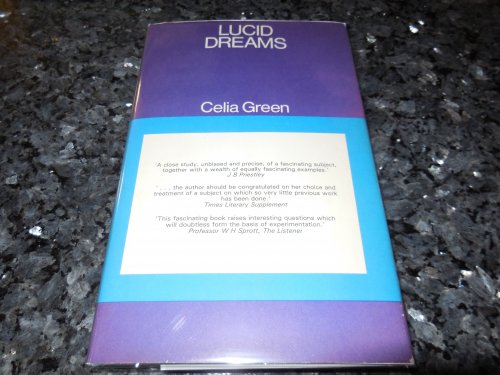 LUCID
DREAMS
Celia Green
'A close study, unbiased and precise, of a fascinating subject,
together with a wealth of equally fascinating examples.'
J B Priestley
'. . . the author should be congratulated on her choice and
treatment of a subject on which so very little previous work
has been done.'
Times Literary Supplement
'This fascinating book raises interesting questions which
will doubtless form the basis of experimentation.'
Professor W H Sprott, The Listener